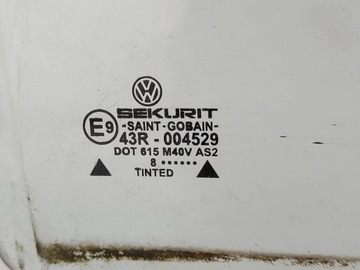 SEKURIT
E9 -SAINT-GOBAIN-
43R - 004529
DOT 615 M40V AS2
8 ••••••
TINTED